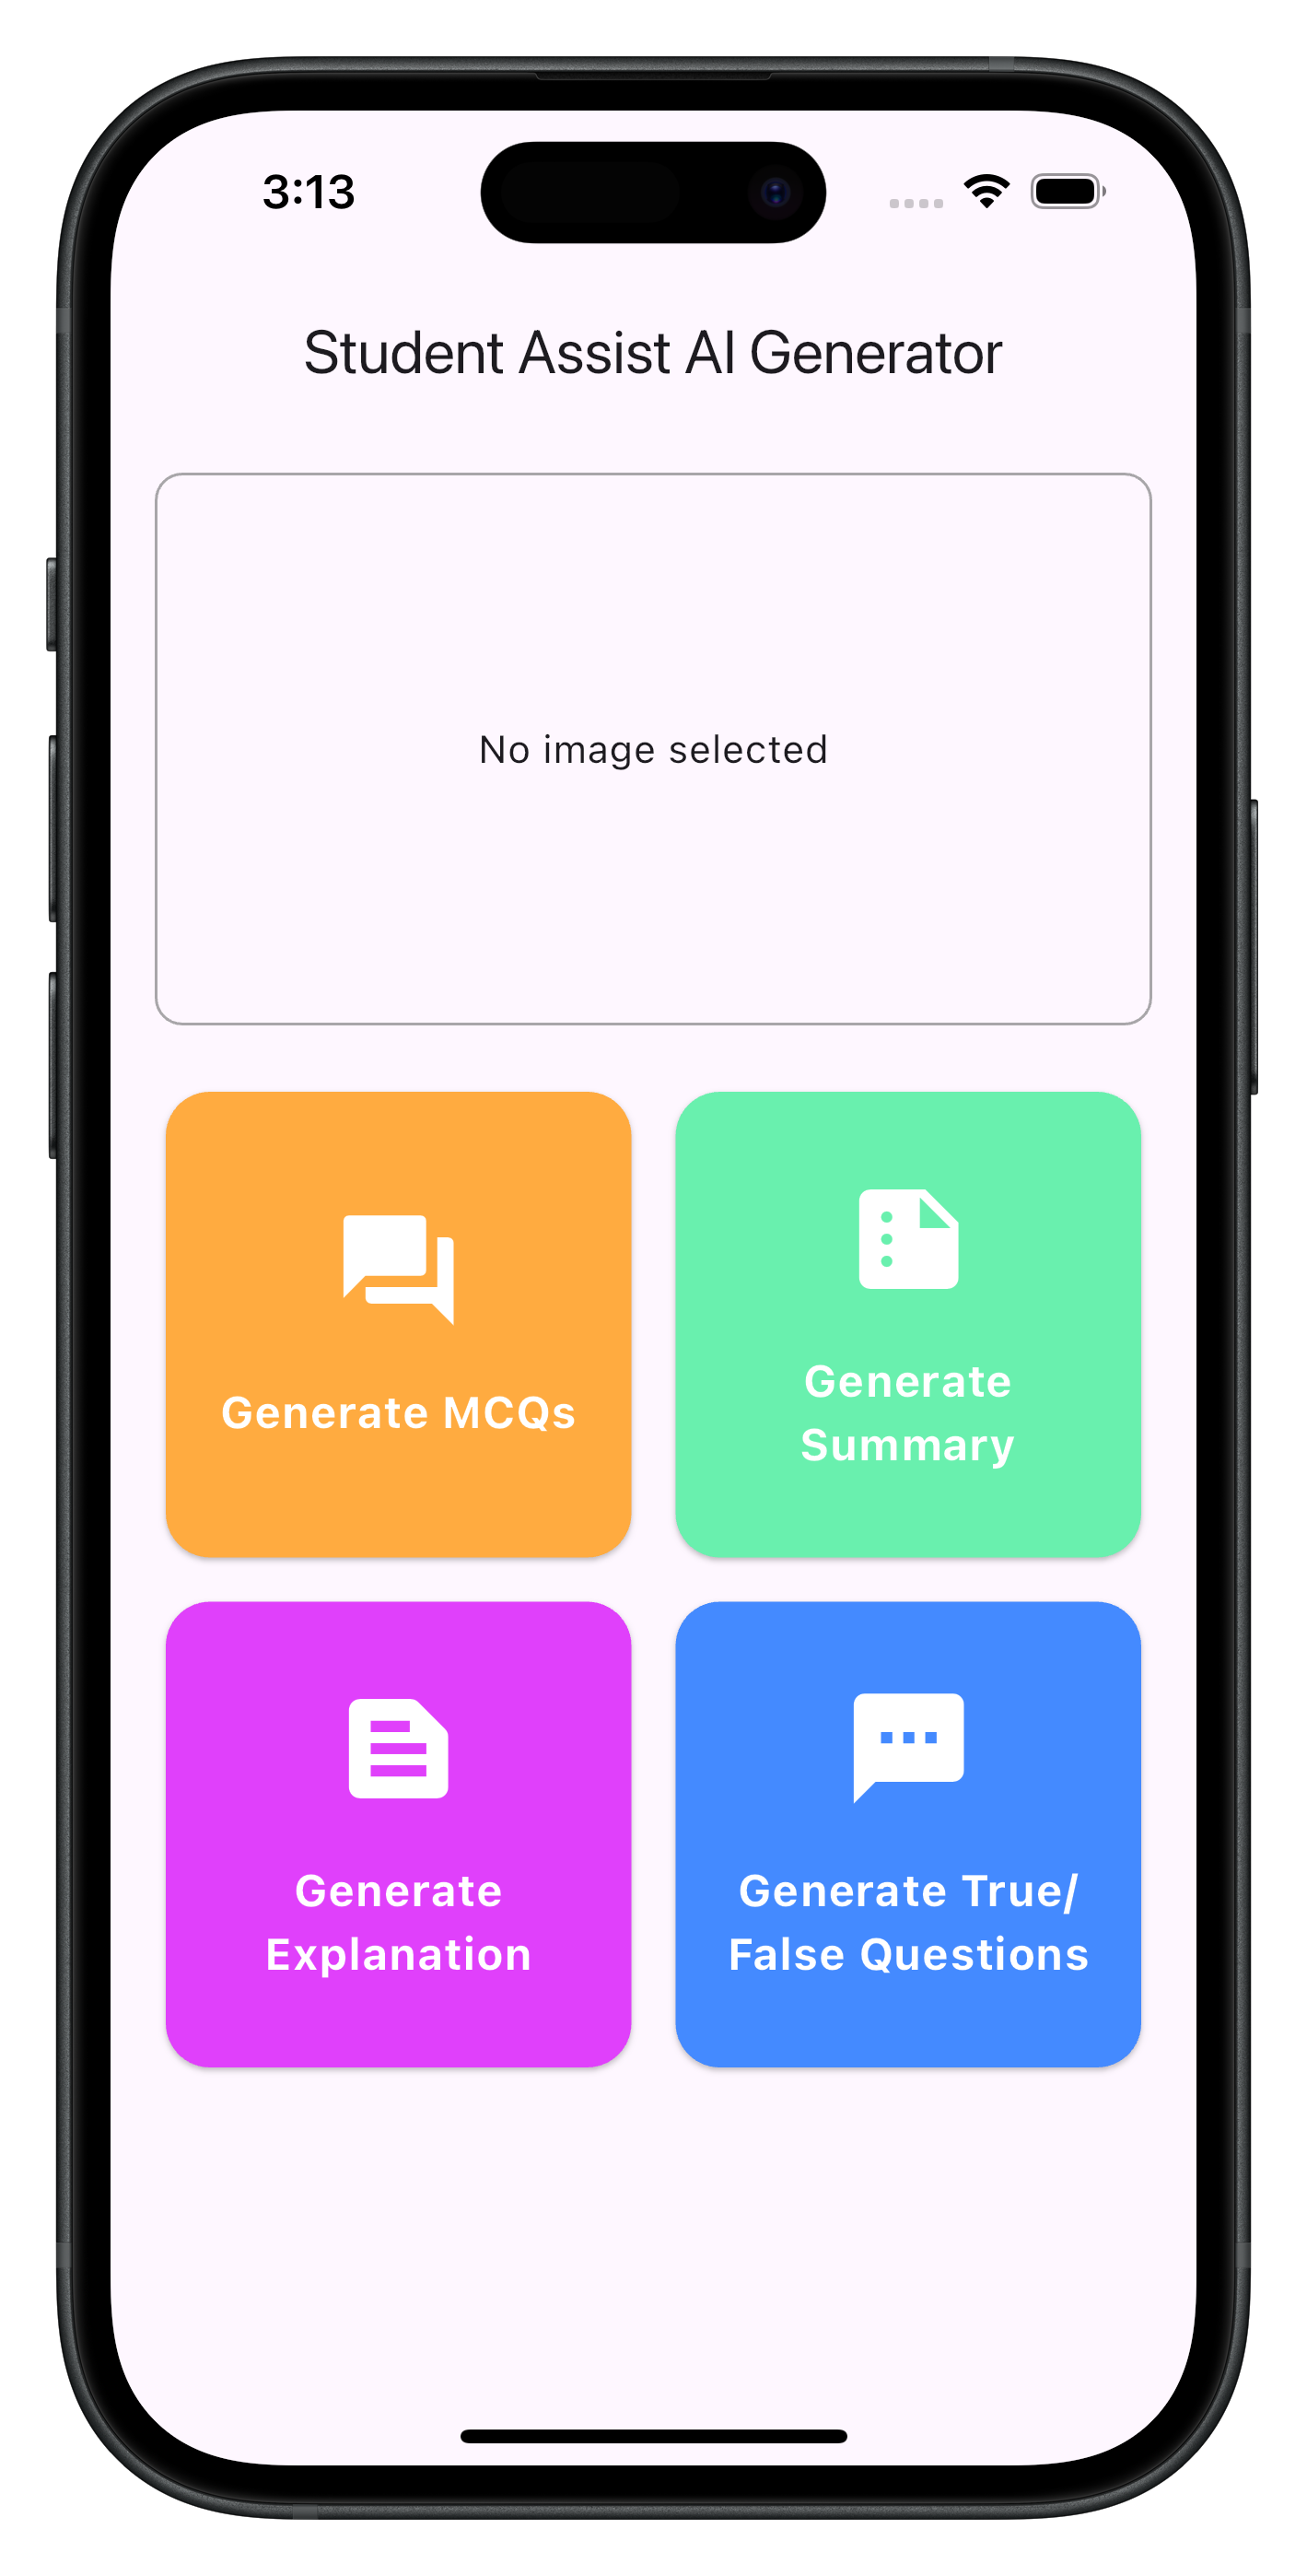 3:13
Student Assist AI Generator
No image selected
Generate MCQs
Generate
Summary
Generate
Explanation
Generate True/
False Questions